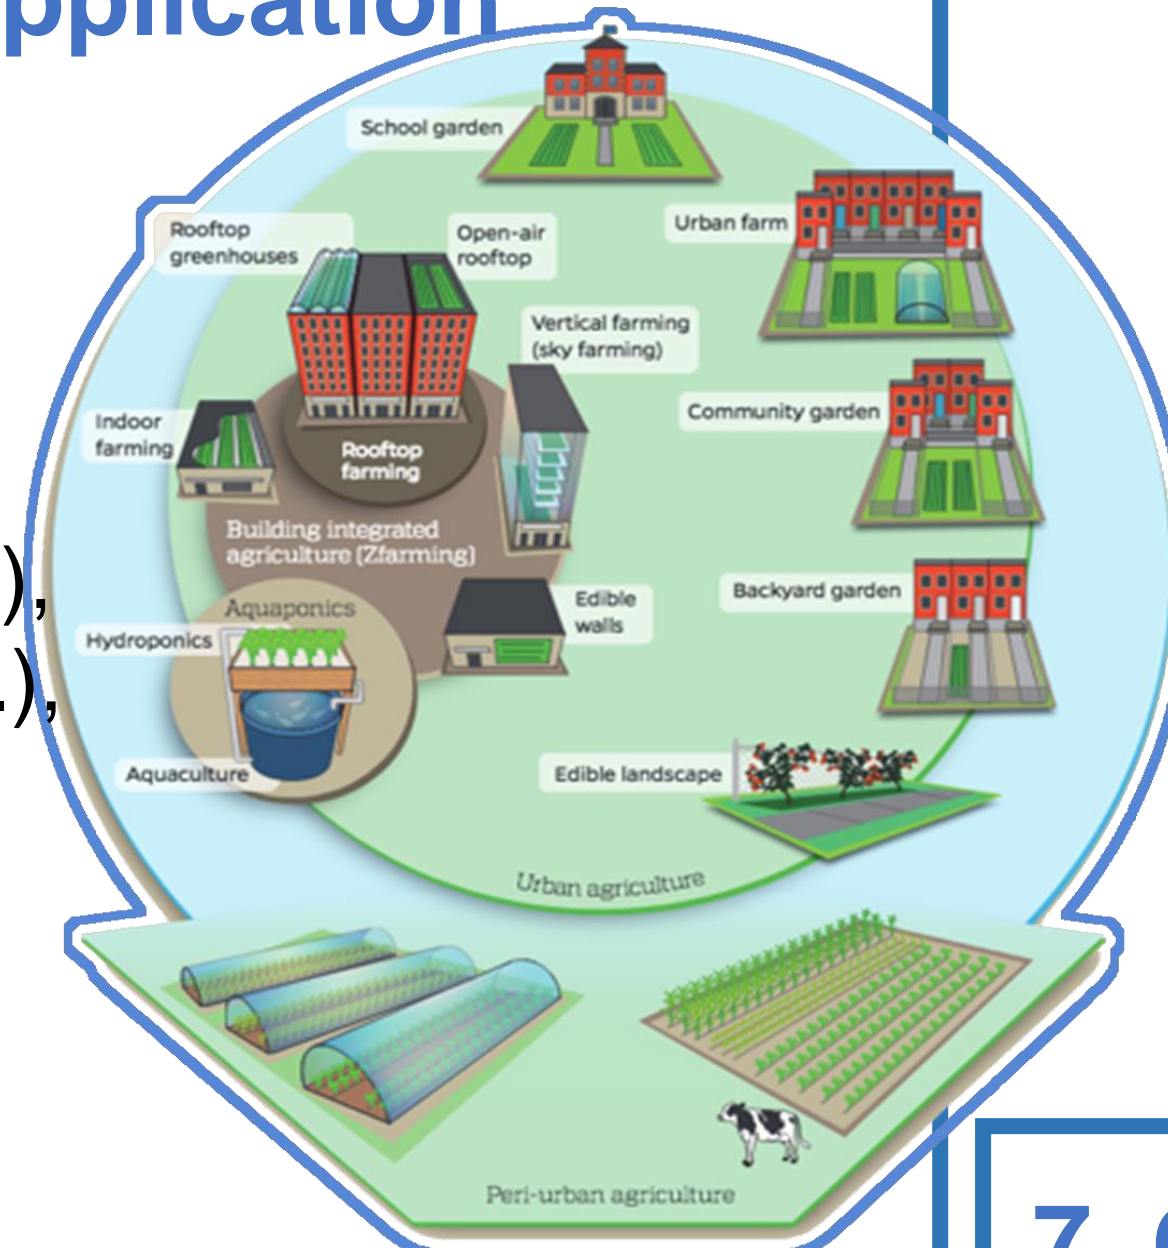 pplication
School garden
Rooftop
greenhouses
Open-air
rooftop
Urban farm
Vertical farming
(sky farming)
Indoor
farming
Community garden
Rooftop
farming
Building integrated
agriculture (Zfarming)
),
Aquaponics
Hydroponics
Edible
walls
Backyard garden
.),
Aquaculture
Edible landscape
Urban agriculture
Peri-urban agriculture
7.